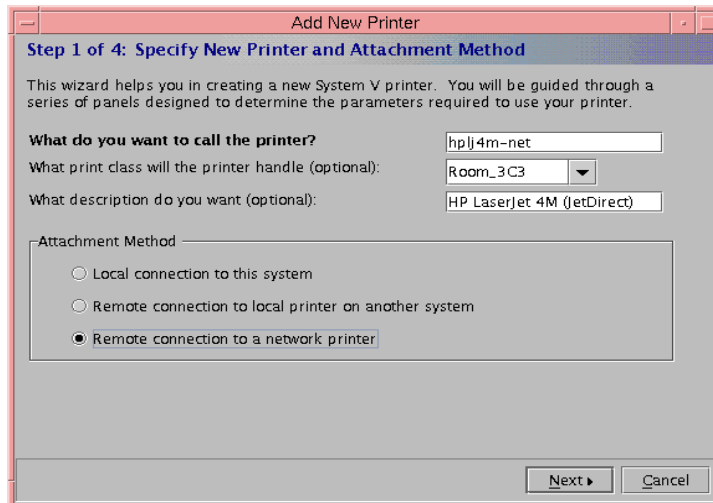 Add New Printer
Step 1 of 4: Specify New Printer and Attachment Method
This wizard helps you in creating a new System V printer. You will be guided through a
series of panels designed to determine the parameters required to use your printer.
What do you want to call the printer? hplj4m-net
What print class will the printer handle (optional): Room_3C3
What description do you want (optional): HP LaserJet 4M (JetDirect)
Attachment Method
Local connection to this system
Remote connection to local printer on another system
Remote connection to a network printer
Next Cancel